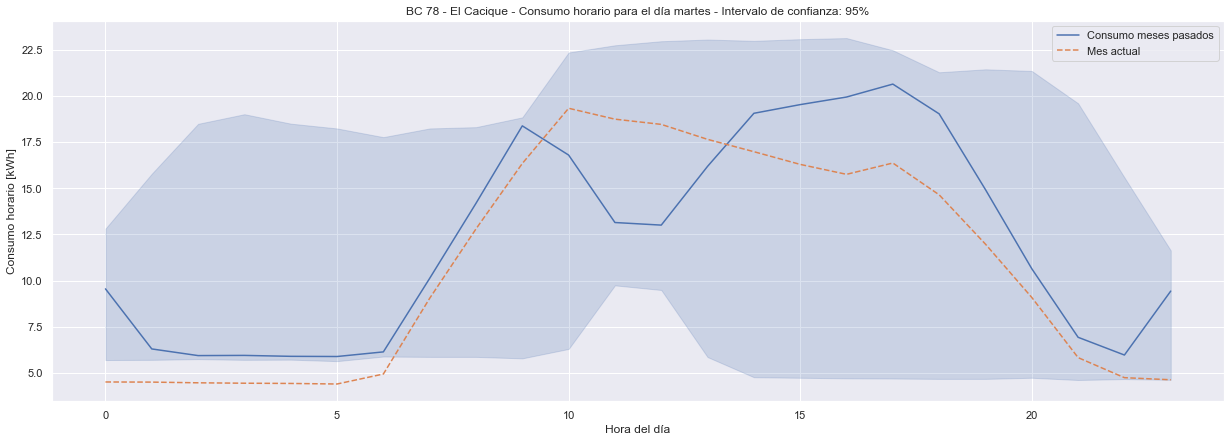 BC 78 - El Cacique - Consumo horario para el día martes - Intervalo de confianza: 95%
Consumo meses pasados
Mes actual
Consumo horario [kWh]
22.5
20.0
17.5
15.0
12.5
10.0
7.5
5.0
0 5 10 15 20
Hora del día